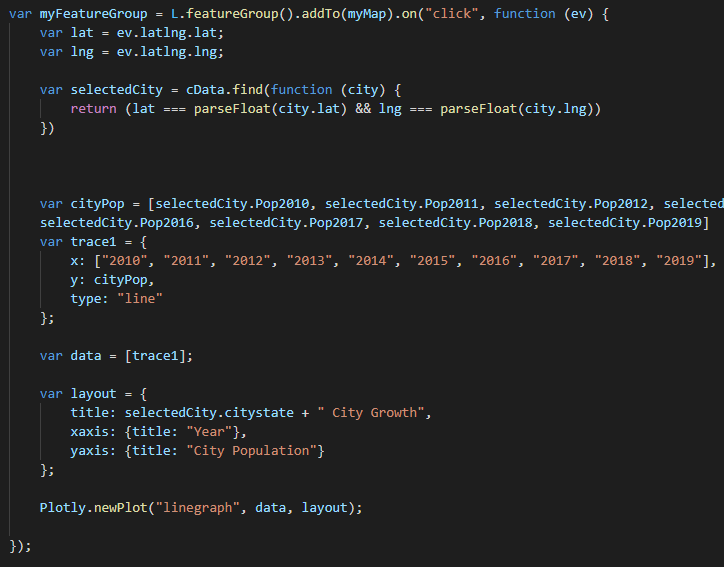 var myFeatureGroup = L.featureGroup().addTo(myMap).on("click", function (ev) {
    var lat = ev.latlng.lat;
    var lng = ev.latlng.lng;
    var selectedCity = cData.find(function (city) {
        return (lat === parseFloat(city.lat) && lng === parseFloat(city.lng))
    })
    var cityPop = [selectedCity.Pop2010, selectedCity.Pop2011, selectedCity.Pop2012, selected
    selectedCity.Pop2016, selectedCity.Pop2017, selectedCity.Pop2018, selectedCity.Pop2019]
    var trace1 = {
        x: ["2010", "2011", "2012", "2013", "2014", "2015", "2016", "2017", "2018", "2019"],
        y: cityPop,
        type: "line"
    };
    var data = [trace1];
    var layout = {
        title: selectedCity.citystate + " City Growth",
        xaxis: {title: "Year"},
        yaxis: {title: "City Population"}
    };
    Plotly.newPlot("linegraph", data, layout);
});